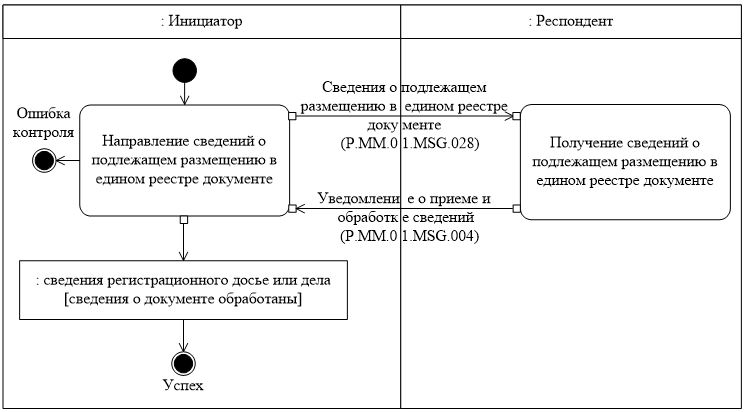 : Инициатор
: Респондент
Сведения о подлежащем
размещению в едином реестре
документе
(P.MM.01.MSG.028)
Ошибка
контроля
Направление сведений о
подлежащем размещению в
едином реестре документе
Получение сведений о
подлежащем размещению в
едином реестре документе
Уведомление о приеме и
обработке сведений
(P.MM.01.MSG.004)
: сведения регистрационного досье или дела
[сведения о документе обработаны]
Успех